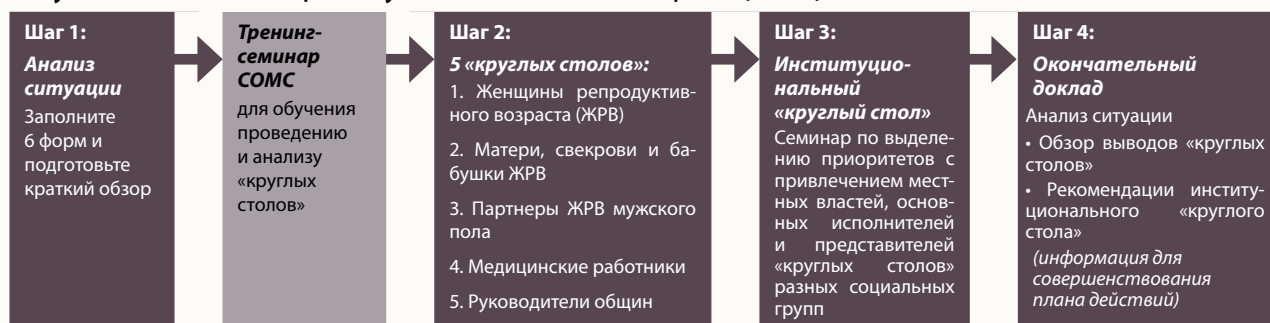 Шаг 1:
Анализ
ситуации
Заполните
6 форм и
подготовьте
краткий обзор
Тренинг-
семинар
СОМС
для обучения
проведению
и анализу
«круглых
столов»
Шаг 2:
5 «круглых столов»:
1. Женщины репродуктив-
ного возраста (ЖРВ)
2. Матери, свекрови и ба-
бушки ЖРВ
3. Партнеры ЖРВ мужского
пола
4. Медицинские работники
5. Руководители общин
Шаг 3:
Институцио-
нальный
«круглый стол»
Семинар по выделе-
нию приоритетов с
привлечением мест-
ных властей, основ-
ных исполнителей
и представителей
«круглых столов»
разных социальных
групп
Шаг 4:
Окончательный
доклад
Анализ ситуации
• Обзор выводов «круглых
столов»
• Рекомендации институ-
ционального «круглого
стола»
(информация для
совершенствования
плана действий)